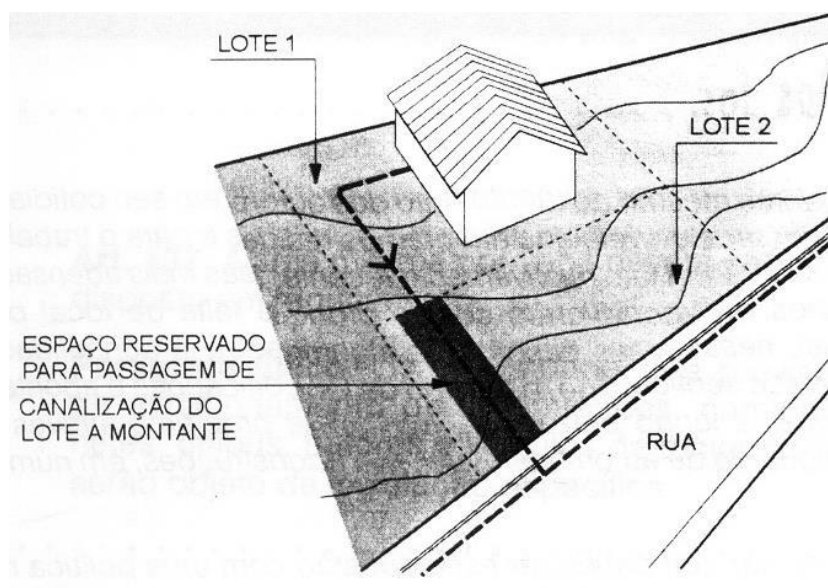 LOTE 1
LOTE 2
ESPAÇO RESERVADO
PARA PASSAGEM DE
CANALIZAÇÃO DO
LOTE A MONTANTE
RUA